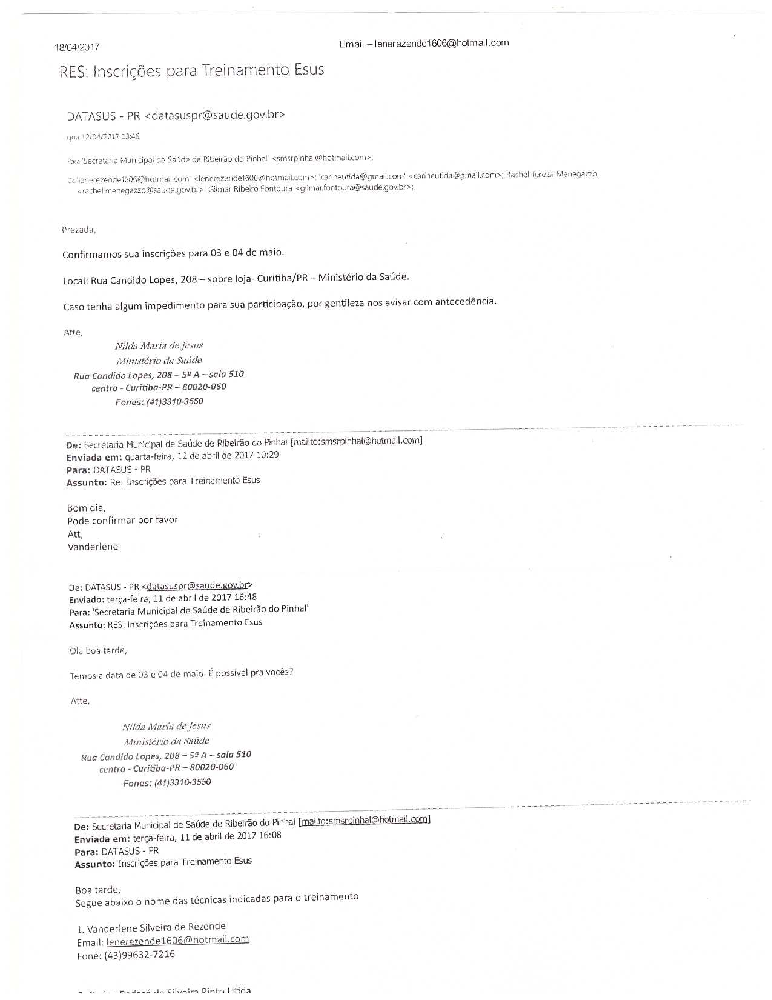 18/04/2017
Email – lenerezende1606@hotmail.com
RES: Inscrições para Treinamento Esus
DATASUS - PR <datasuspr@saude.gov.br>
qua 12/04/2017 13:46
Para:'Secretaria Municipal de Saúde de Ribeirão do Pinhal' <smsrpinhal@hotmail.com>;
Cc:'lenerezende1606@hotmail.com' <lenerezende1606@hotmail.com>; 'carineutida@gmail.com' <carineutida@gmail.com>; Rachel Tereza Menegazzo
<rachel.menegazzo@saude.gov.br>; Gilmar Ribeiro Fontoura <gilmar.fontoura@saude.gov.br>;
Prezada,
Confirmamos sua inscrições para 03 e 04 de maio.
Local: Rua Candido Lopes, 208 – sobre loja- Curitiba/PR – Ministério da Saúde.
Caso tenha algum impedimento para sua participação, por gentileza nos avisar com antecedência.
Atte,
Nilda Maria de Jesus
Ministério da Saúde
Rua Candido Lopes, 208 – 5º A – sala 510
centro - Curitiba-PR – 80020-060
Fones: (41)3310-3550
De: Secretaria Municipal de Saúde de Ribeirão do Pinhal [mailto:smsrpinhal@hotmail.com]
Enviada em: quarta-feira, 12 de abril de 2017 10:29
Para: DATASUS - PR
Assunto: Re: Inscrições para Treinamento Esus
Bom dia,
Pode confirmar por favor
Att,
Vanderlene
De: DATASUS - PR <datasuspr@saude.gov.br>
Enviado: terça-feira, 11 de abril de 2017 16:48
Para: 'Secretaria Municipal de Saúde de Ribeirão do Pinhal'
Assunto: RES: Inscrições para Treinamento Esus
Ola boa tarde,
Temos a data de 03 e 04 de maio. É possível pra vocês?
Atte,
Nilda Maria de Jesus
Ministério da Saúde
Rua Candido Lopes, 208 – 5º A – sala 510
centro - Curitiba-PR – 80020-060
Fones: (41)3310-3550
De: Secretaria Municipal de Saúde de Ribeirão do Pinhal [mailto:smsrpinhal@hotmail.com]
Enviada em: terça-feira, 11 de abril de 2017 16:08
Para: DATASUS - PR
Assunto: Inscrições para Treinamento Esus
Boa tarde,
Segue abaixo o nome das técnicas indicadas para o treinamento
1. Vanderlene Silveira de Rezende
Email: lenerezende1606@hotmail.com
Fone: (43)99632-7216
da Silveira Pinto Utida